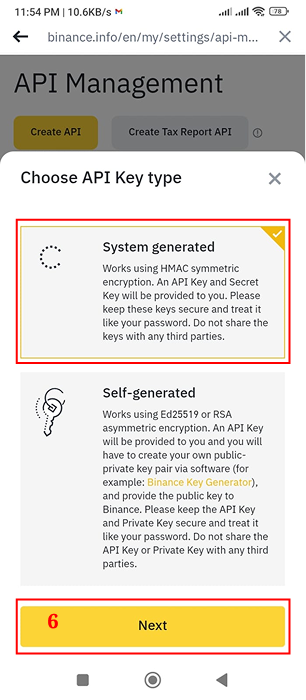 11:54 PM | 10.6KB/s
78
binance.info/en/my/settings/api-m...
API Management
Create API
Create Tax Report API
Choose API Key type
System generated
Works using HMAC symmetric
encryption. An API Key and Secret
Key will be provided to you. Please
keep these keys secure and treat it
like your password. Do not share the
keys with any third parties.
Self-generated
Works using Ed25519 or RSA
asymmetric encryption. An API Key
will be provided to you and you will
have to create your own public-
private key pair via software (for
example: Binance Key Generator),
and provide the public key to
Binance. Please keep the API Key
and Private Key secure and treat it
like your password. Do not share the
API Key or Private Key with any third
parties.
6
Next